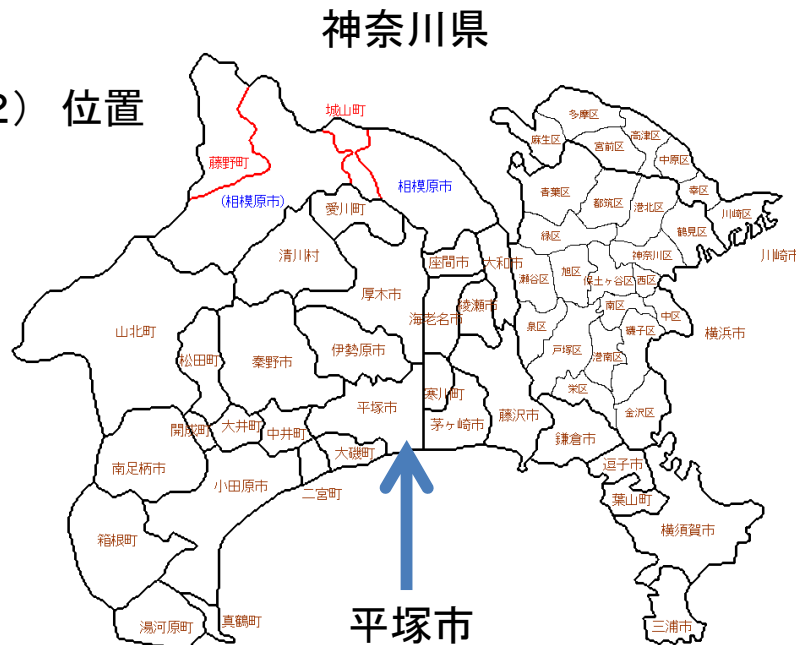 神奈川県
2） 位置
城山町
藤野町
(相模原市)
相模原市
愛川町
清川村
厚木市
座間市
大和市
海老名市
綾瀬市
山北町
松田町
秦野市
伊勢原市
平塚市
寒川町
茅ヶ崎市
藤沢市
開成町
大井町
中井町
大磯町
二宮町
南足柄市
小田原市
箱根町
湯河原町
真鶴町
鎌倉市
逗子市
葉山町
横須賀市
三浦市
多摩区
麻生区
宮前区
高津区
中原区
幸区
川崎区
川崎市
青葉区
都筑区
港北区
鶴見区
緑区
神奈川区
瀬谷区
旭区
保土ヶ谷区
西区
南区
中区
磯子区
横浜市
泉区
戸塚区
港南区
栄区
金沢区
平塚市